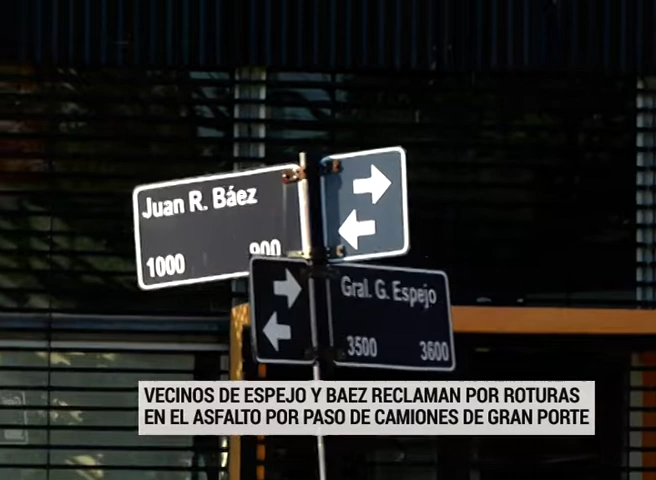 Juan R. Báez
1000 900
Gral. G. Espejo
3500 3600
VECINOS DE ESPEJO Y BAEZ RECLAMAN POR ROTURAS
EN EL ASFALTO POR PASO DE CAMIONES DE GRAN PORTE